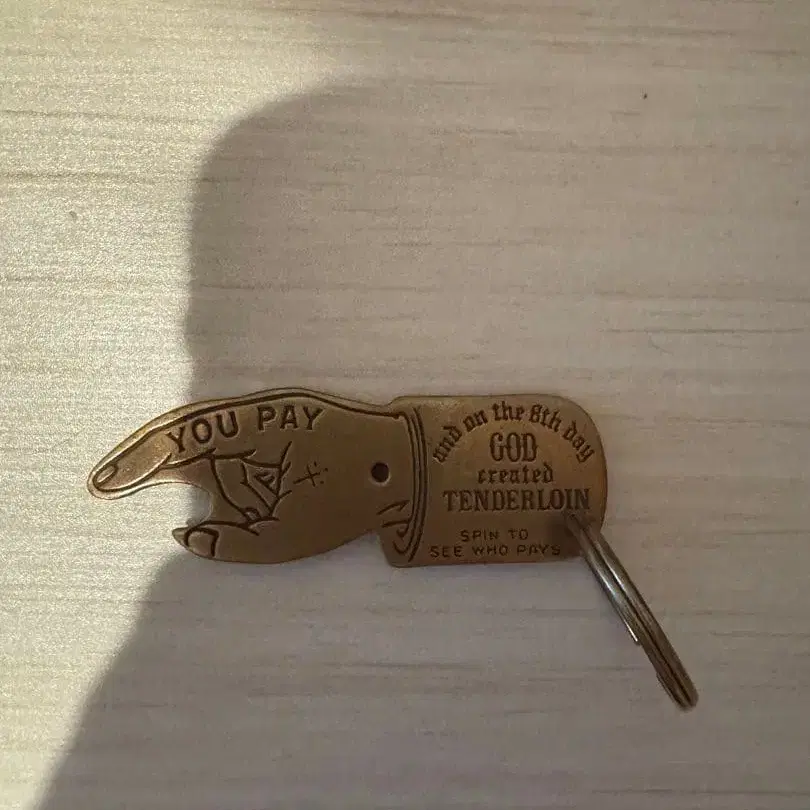 YOU PAY
and on the 8th day
GOD
created
TENDERLOIN
SPIN TO
SEE WHO PAYS